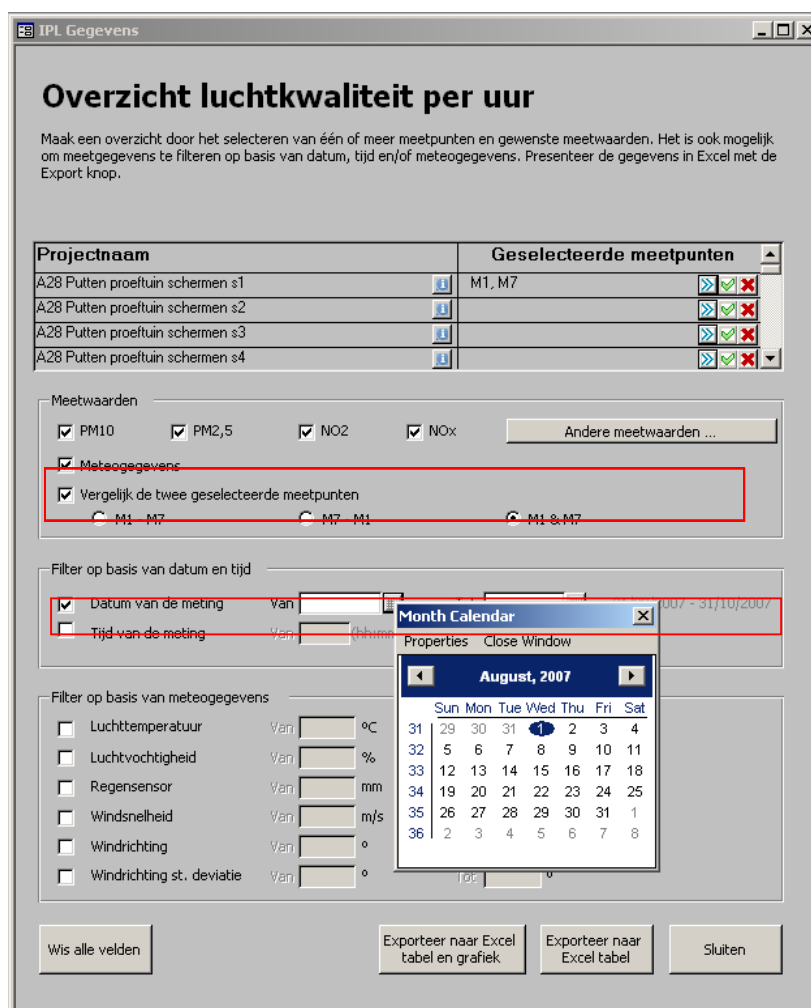 IPL Gegevens
Overzicht luchtkwaliteit per uur
Maak een overzicht door het selecteren van één of meer meetpunten en gewenste meetwaarden. Het is ook mogelijk
om meetgegevens te filteren op basis van datum, tijd en/of meteogegevens. Presenteer de gegevens in Excel met de
Export knop.
Projectnaam Geselecteerde meetpunten
A28 Putten proeftuin schermen s1 M1, M7
A28 Putten proeftuin schermen s2
A28 Putten proeftuin schermen s3
A28 Putten proeftuin schermen s4
Meetwaarden
PM10 PM2,5 NO2 NOx Andere meetwaarden ...
Meteogegevens
Vergelijk de twee geselecteerde meetpunten
M1 - M7 M7 - M1 M1 & M7
Filter op basis van datum en tijd
Datum van de meting Van 2007 - 31/10/2007
Tijd van de meting Van (hh:mm
Month Calendar
Properties Close Window
August, 2007
Sun Mon Tue Wed Thu Fri Sat
31 29 30 31 1 2 3 4
32 5 6 7 8 9 10 11
33 12 13 14 15 16 17 18
34 19 20 21 22 23 24 25
35 26 27 28 29 30 31 1
36 2 3 4 5 6 7 8
Filter op basis van meteogegevens
Luchttemperatuur Van °C
Luchtvochtigheid Van %
Regensensor Van mm
Windsnelheid Van m/s
Windrichting Van °
Windrichting st. deviatie Van ° Tot °
Wis alle velden
Exporteer naar Excel
tabel en grafiek
Exporteer naar
Excel tabel
Sluiten